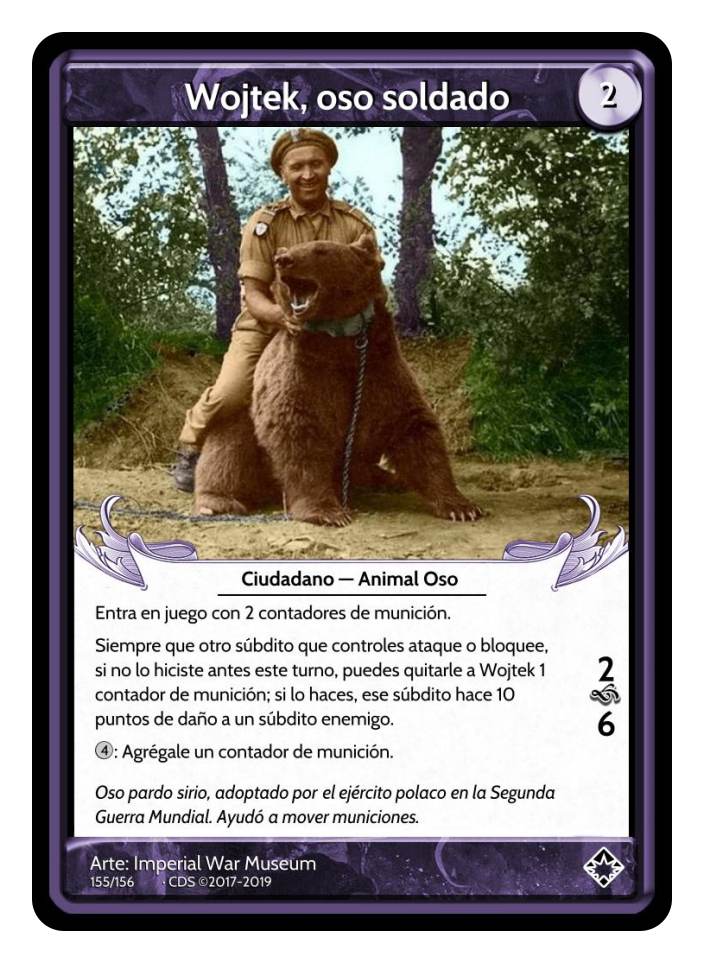 Wojtek, oso soldado
2
Ciudadano — Animal Oso
Entra en juego con 2 contadores de munición.
Siempre que otro súbdito que controles ataque o bloquee,
si no lo hiciste antes este turno, puedes quitarle a Wojtek 1
contador de munición; si lo haces, ese súbdito hace 10
puntos de daño a un súbdito enemigo.
4: Agrégale un contador de munición.
2
6
Oso pardo sirio, adoptado por el ejército polaco en la Segunda
Guerra Mundial. Ayudó a mover municiones.
Arte: Imperial War Museum
155/156 · CDS ©2017-2019